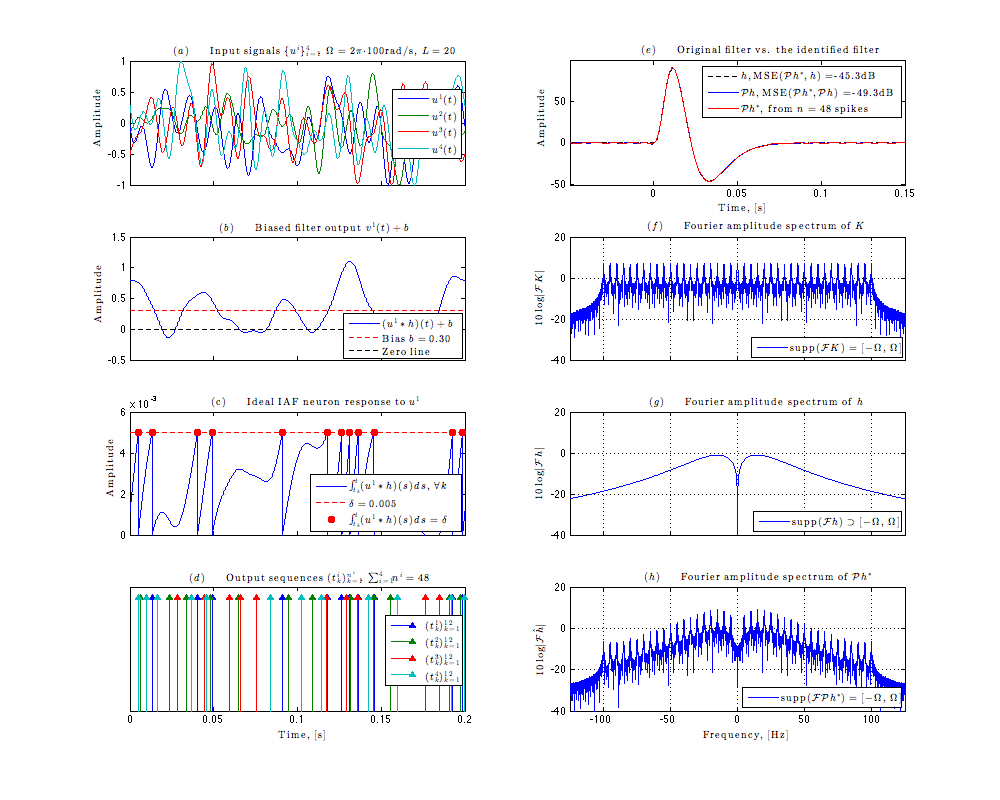 (a) Input signals {u^i}_{i=1}^4, Ω = 2π·100rad/s, L = 20
Amplitude
1
0.5
0
-0.5
-1
u^1(t)
u^2(t)
u^3(t)
u^4(t)
(b) Biased filter output v^1(t) + b
Amplitude
1.5
1
0.5
0
-0.5
(u^1 ∗ h)(t) + b
Bias b = 0.30
Zero line
(c) Ideal IAF neuron response to u^1
x 10^-3
Amplitude
6
4
2
0
∫_{t_k}^t (u^1 ∗ h)(s)ds, ∀k
δ = 0.005
∫_{t_k}^t (u^1 ∗ h)(s)ds = δ
(d) Output sequences (t_k^i)_{k=1}^{n^i}, ∑_{i=1}^4 n^i = 48
(t_k^1)_{k=1}^{12}
(t_k^2)_{k=1}^{12}
(t_k^3)_{k=1}^{12}
(t_k^4)_{k=1}^{12}
0 0.05 0.1 0.15 0.2
Time, [s]
(e) Original filter vs. the identified filter
Amplitude
50
0
-50
h, MSE(𝒫h*, h) =-45.3dB
𝒫h, MSE(𝒫h*, 𝒫h) =-49.3dB
𝒫h*, from n = 48 spikes
0 0.05 0.1 0.15
Time, [s]
(f) Fourier amplitude spectrum of K
10 log|ℱK|
20
0
-20
-40
supp(ℱK) = [−Ω, Ω]
(g) Fourier amplitude spectrum of h
10 log|ℱh|
20
0
-20
-40
supp(ℱh) ⊃ [−Ω, Ω]
(h) Fourier amplitude spectrum of 𝒫h*
10 log|ℱĥ|
20
0
-20
-40
supp(ℱ𝒫h*) = [−Ω, Ω]
-100 -50 0 50 100
Frequency, [Hz]